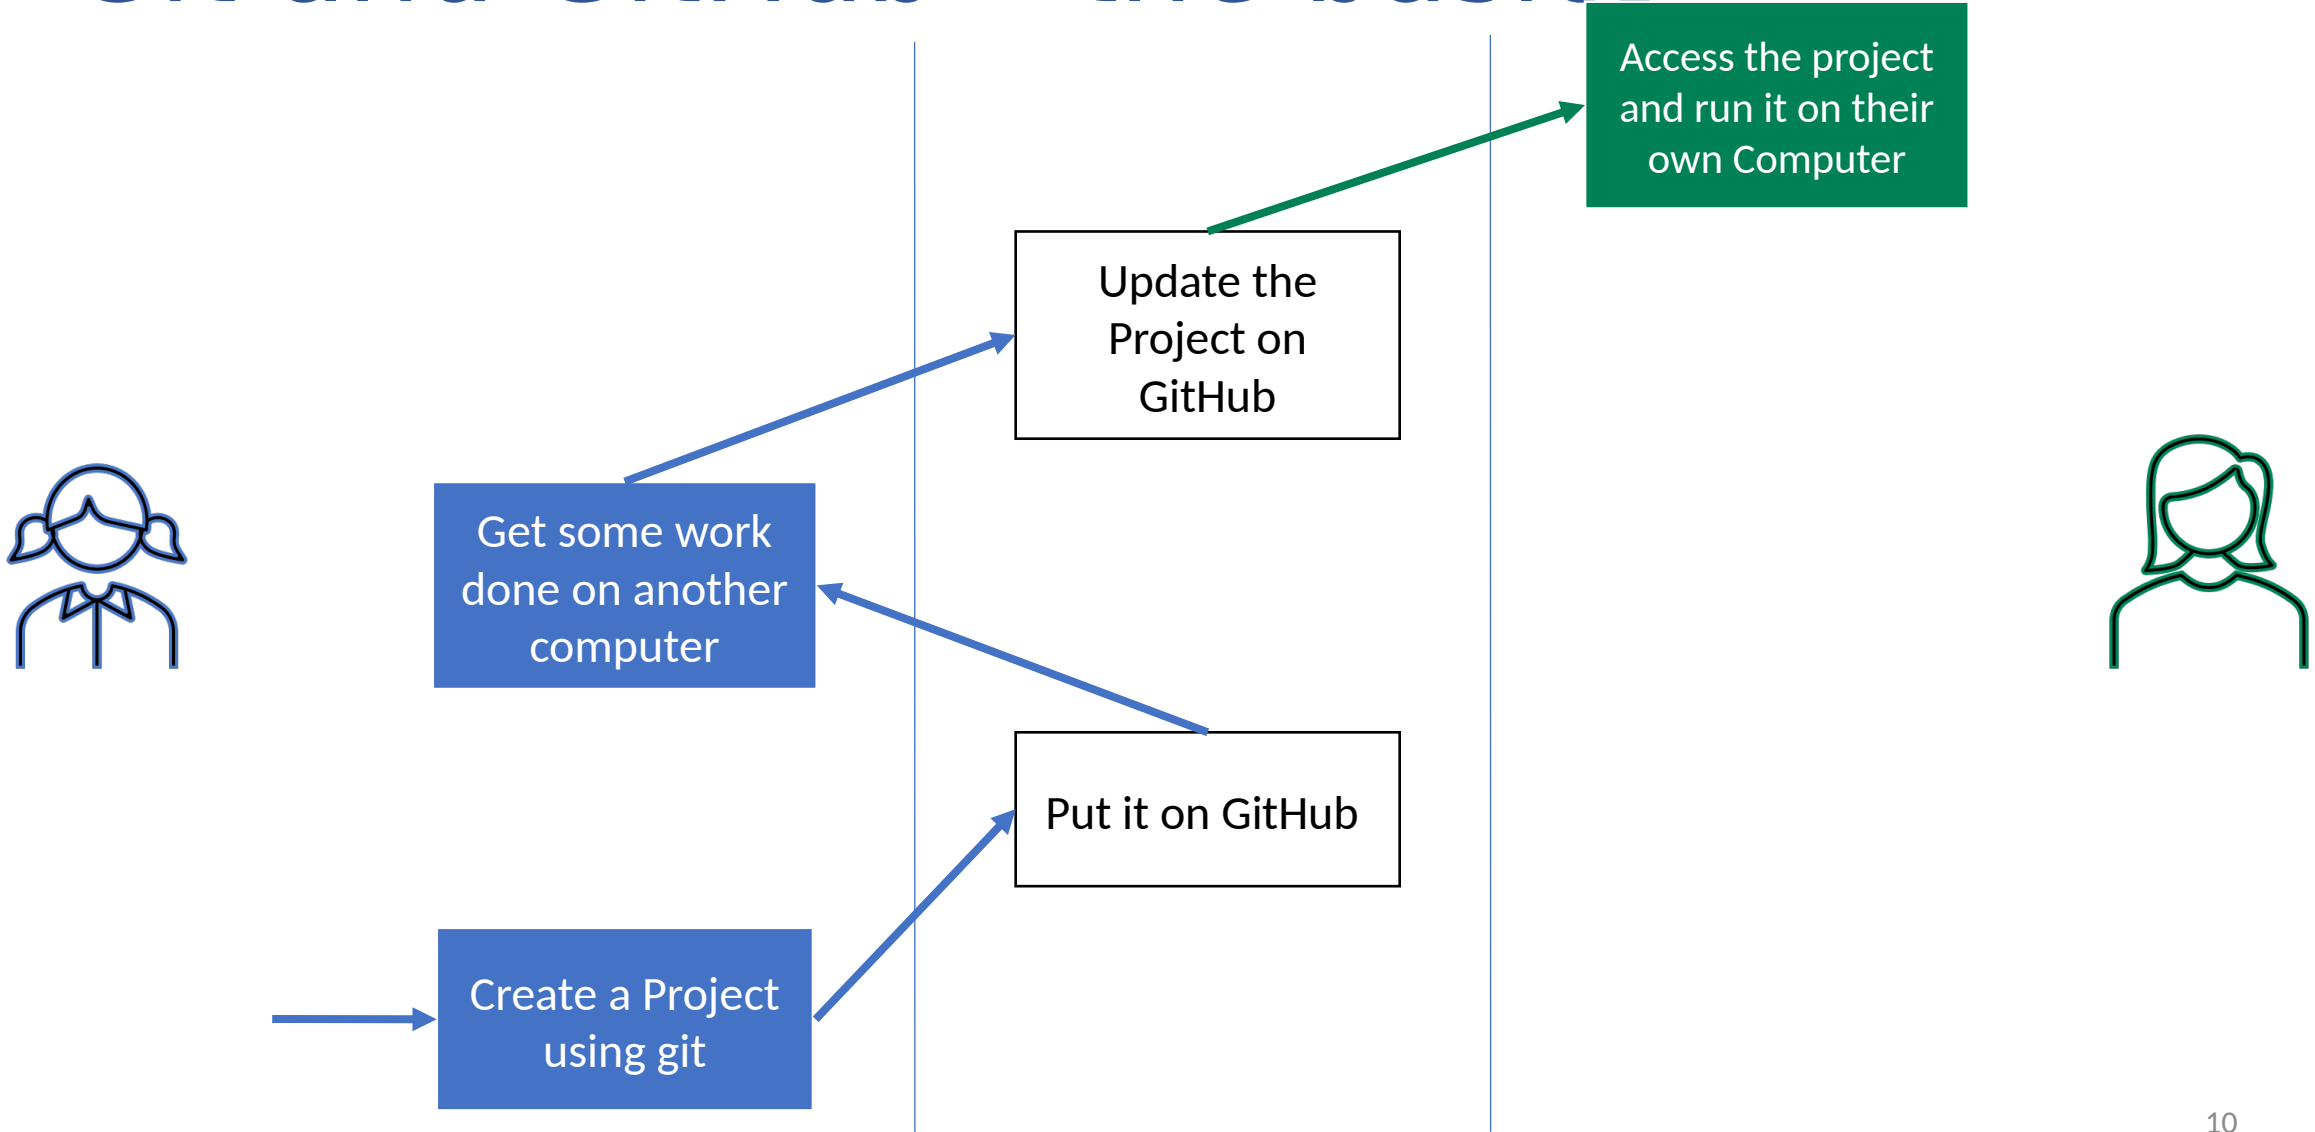 Access the project
and run it on their
own Computer
Update the
Project on
GitHub
Get some work
done on another
computer
Put it on GitHub
Create a Project
using git
10